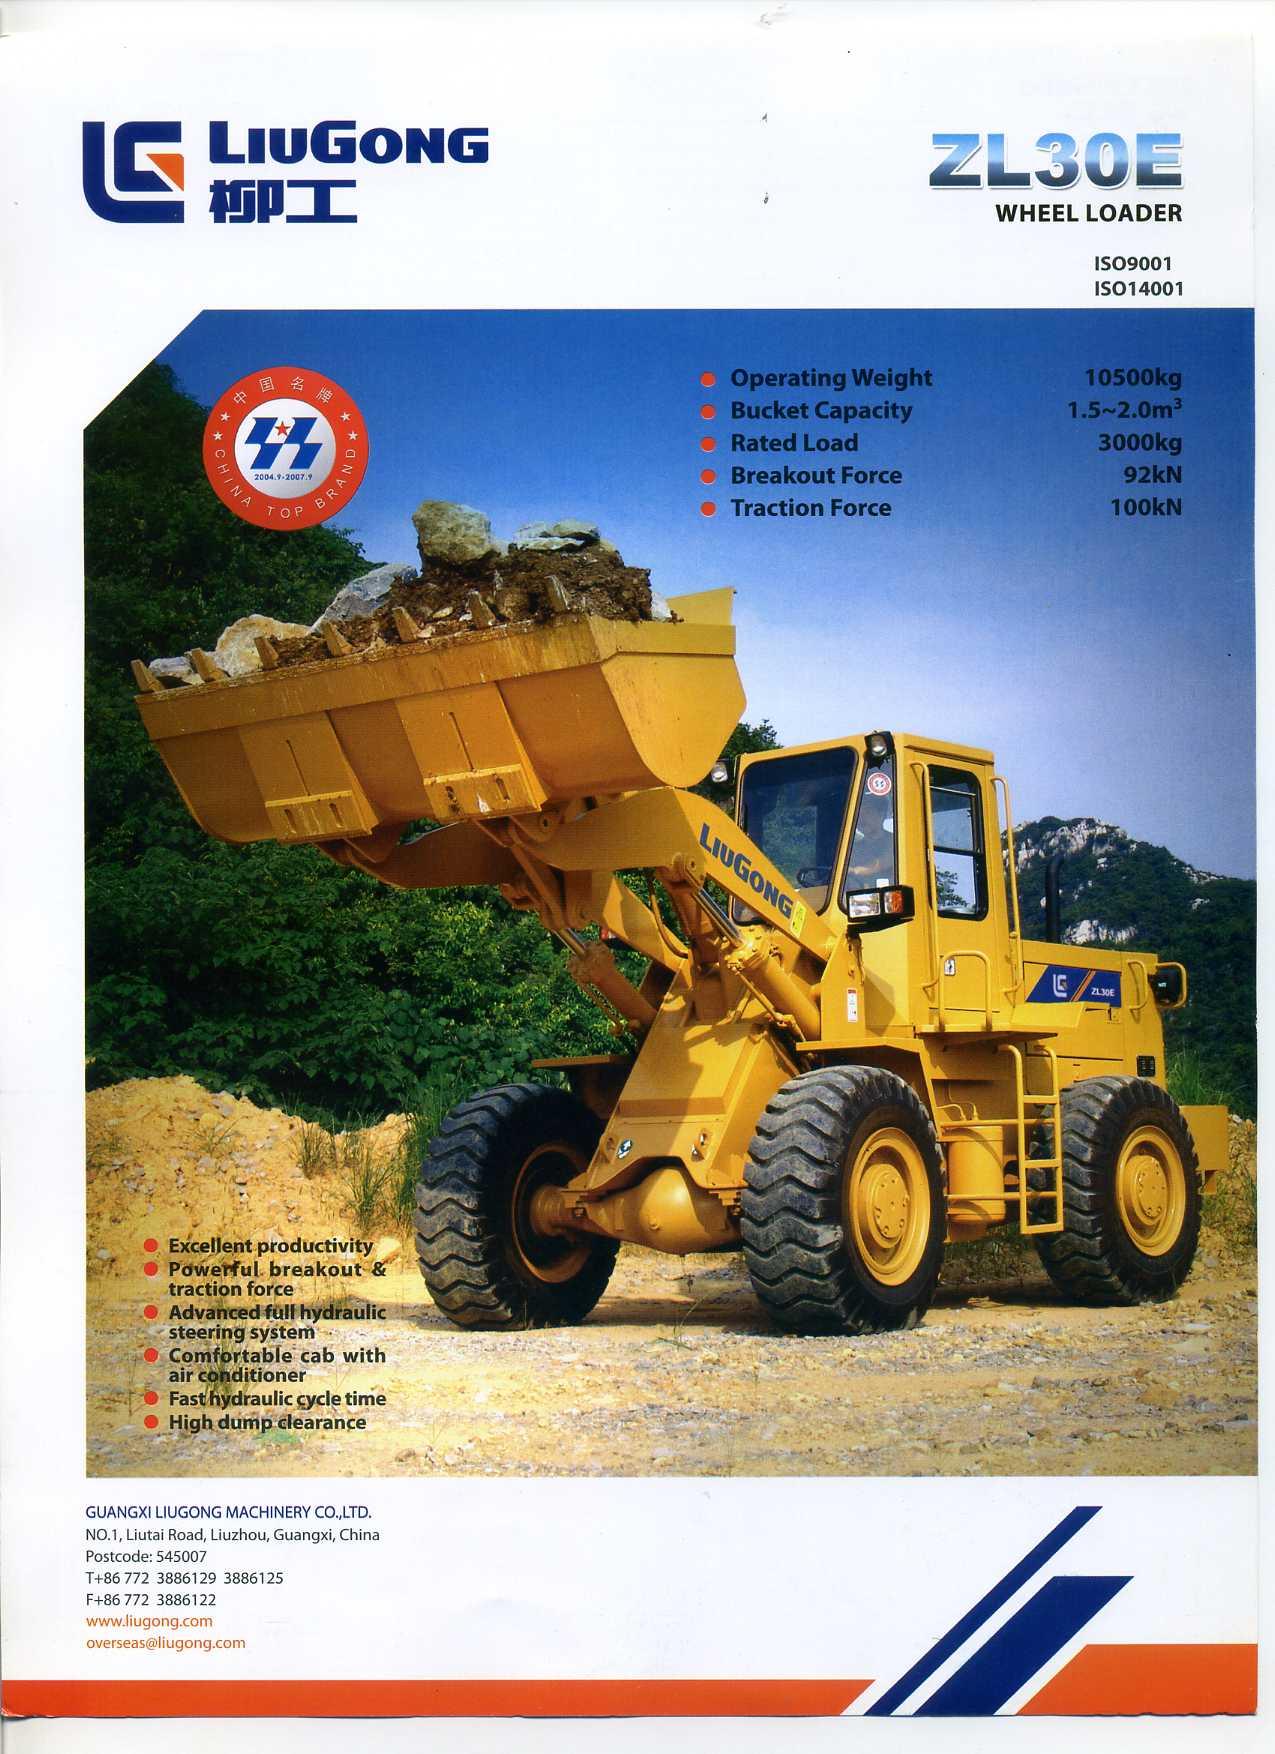 LIUGONG
柳工
ZL30E
WHEEL LOADER
ISO9001
ISO14001
中国名牌
2004.9-2007.9
CHINA TOP BRAND
Operating Weight 10500kg
Bucket Capacity 1.5~2.0m³
Rated Load 3000kg
Breakout Force 92kN
Traction Force 100kN
LIUGONG
ZL30E
Excellent productivity
Powerful breakout &
traction force
Advanced full hydraulic
steering system
Comfortable cab with
air conditioner
Fast hydraulic cycle time
High dump clearance
GUANGXI LIUGONG MACHINERY CO.,LTD.
NO.1, Liutai Road, Liuzhou, Guangxi, China
Postcode: 545007
T+86 772 3886129 3886125
F+86 772 3886122
www.liugong.com
overseas@liugong.com